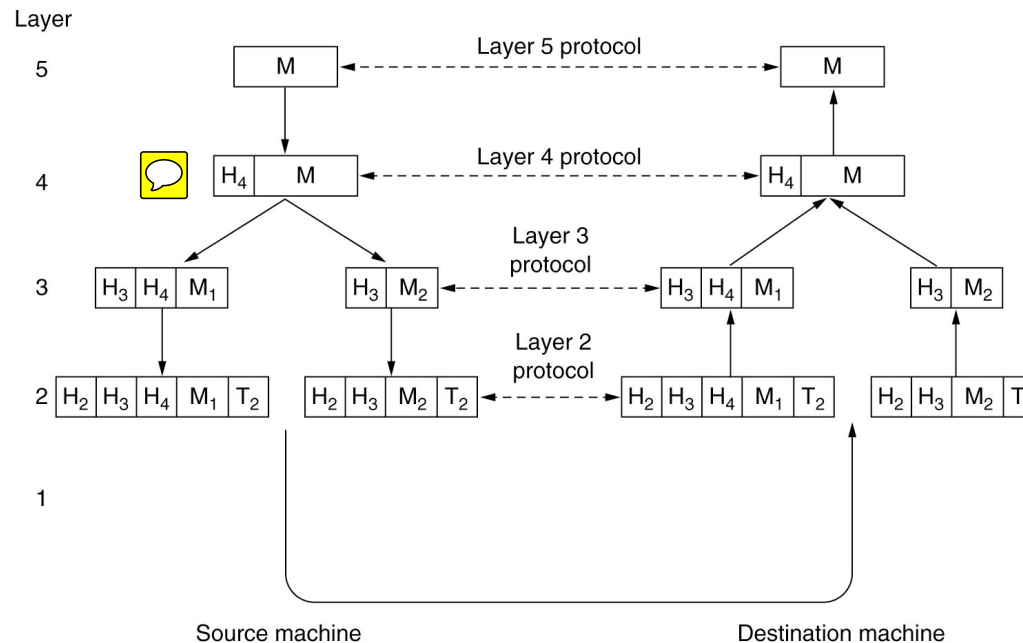 Layer
5 M Layer 5 protocol M
4 H4 M Layer 4 protocol H4 M
Layer 3
protocol
3 H3 H4 M1 H3 M2 H3 H4 M1 H3 M2
Layer 2
protocol
2 H2 H3 H4 M1 T2 H2 H3 M2 T2 H2 H3 H4 M1 T2 H2 H3 M2 T
1
Source machine Destination machine